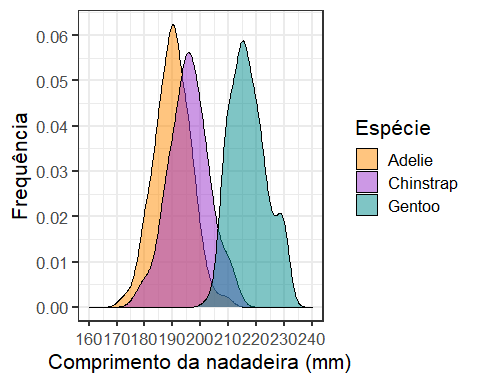 0.06
0.05
0.04
0.03
0.02
0.01
0.00
Frequência
160 170 180 190 200 210 220 230 240
Comprimento da nadadeira (mm)
Espécie
Adelie
Chinstrap
Gentoo